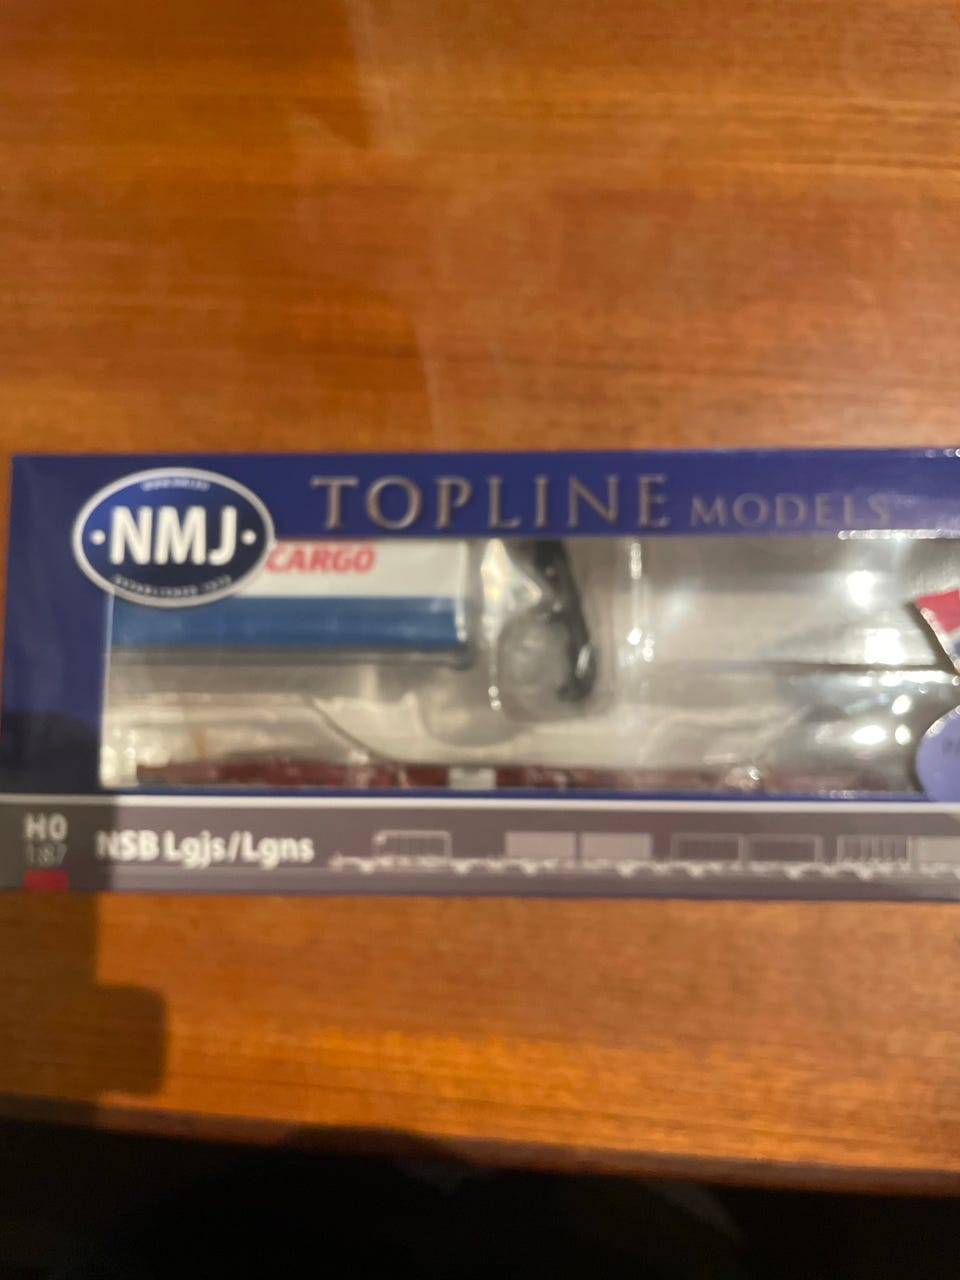 TOPLINE MODELS
·NMJ·
CARGO
H0
1:87
NSB Lgjs/Lgns